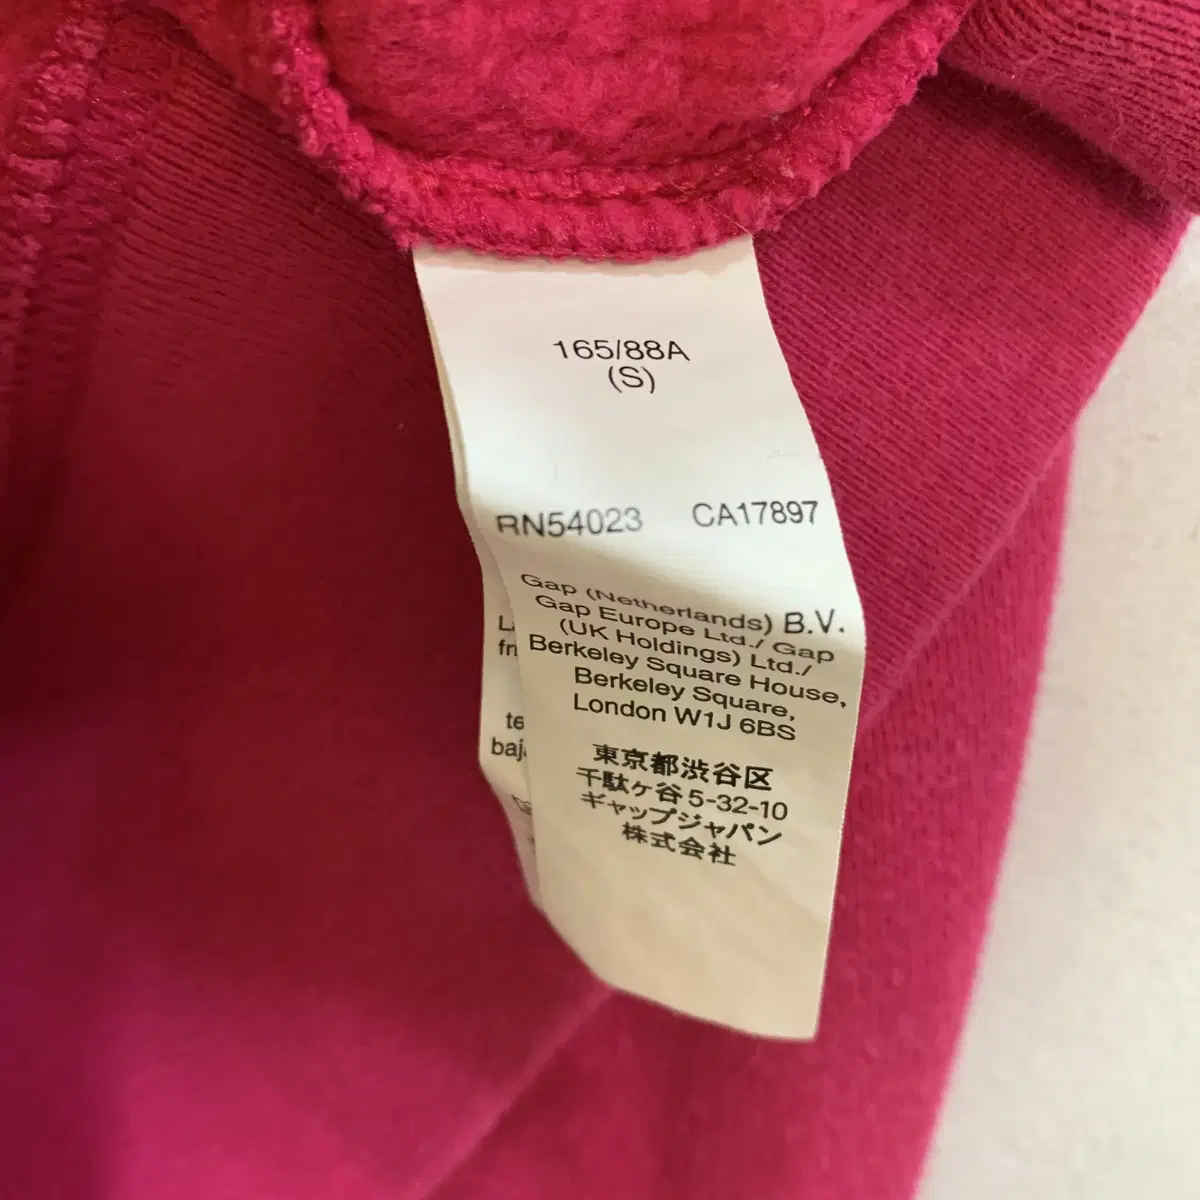 165/88A
(S)
RN54023 CA17897
Gap (Netherlands) B.V.
Gap Europe Ltd./ Gap
(UK Holdings) Ltd./
Berkeley Square House,
Berkeley Square,
London W1J 6BS
東京都渋谷区
千駄ヶ谷5-32-10
ギャップジャパン
株式会社